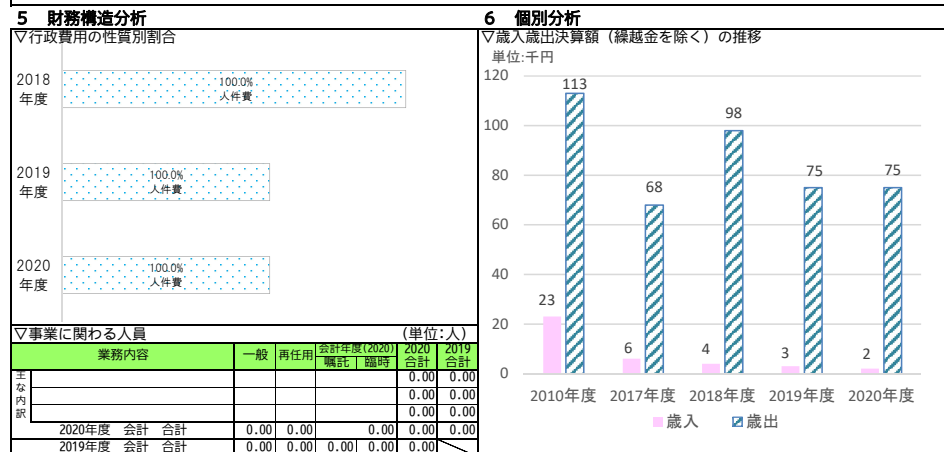 5 財務構造分析
▽行政費用の性質別割合
2018
年度
100.0%
人件費
2019
年度
100.0%
人件費
2020
年度
100.0%
人件費
▽事業に関わる人員 (単位:人)
業務内容 一般 再任用 会計年度(2020) 嘱託 臨時 2020合計 2019合計
主な内訳
0.00 0.00
0.00 0.00
0.00 0.00
2020年度 会計 合計 0.00 0.00 0.00 0.00 0.00
2019年度 会計 合計 0.00 0.00 0.00 0.00 0.00
6 個別分析
▽歳入歳出決算額（繰越金を除く）の推移
単位:千円
120
100
80
60
40
20
0
113
68
98
75
75
23
6
4
3
2
2010年度 2017年度 2018年度 2019年度 2020年度
歳入 歳出